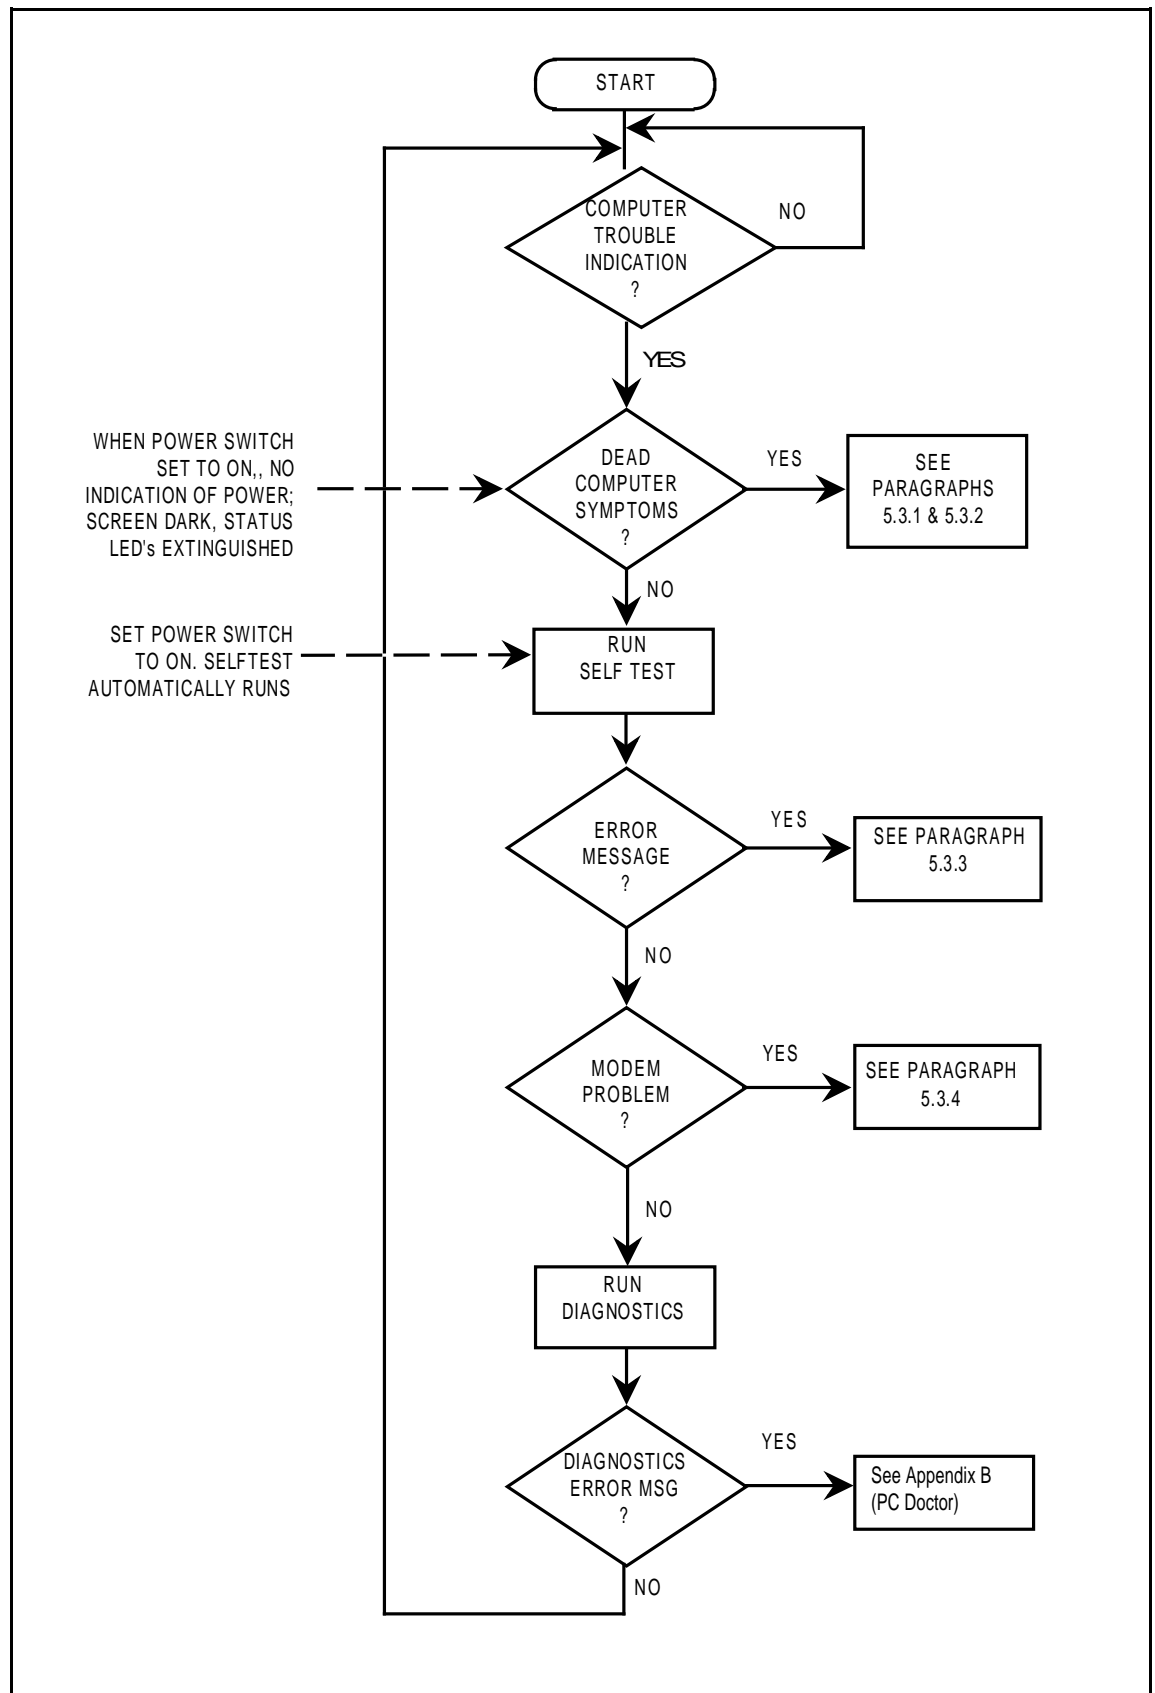 START
COMPUTER
TROUBLE
INDICATION
?
NO
YES
WHEN POWER SWITCH
SET TO ON,, NO
INDICATION OF POWER;
SCREEN DARK, STATUS
LED's EXTINGUISHED
DEAD
COMPUTER
SYMPTOMS
?
YES
SEE
PARAGRAPHS
5.3.1 & 5.3.2
NO
SET POWER SWITCH
TO ON. SELFTEST
AUTOMATICALLY RUNS
RUN
SELF TEST
ERROR
MESSAGE
?
YES
SEE PARAGRAPH
5.3.3
NO
MODEM
PROBLEM
?
YES
SEE PARAGRAPH
5.3.4
NO
RUN
DIAGNOSTICS
DIAGNOSTICS
ERROR MSG
?
YES
See Appendix B
(PC Doctor)
NO